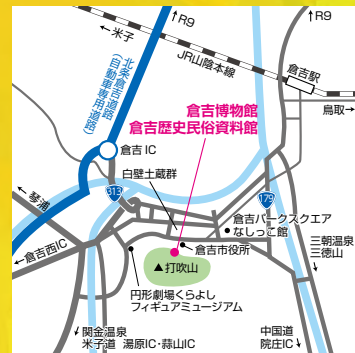 ↑R9
↑R9
←米子
JR山陰本線
倉吉駅
鳥取→
北条倉吉道路
(自動車専用道路)
倉吉博物館
倉吉歴史民俗資料館
倉吉 IC
白壁土蔵群
313
179
←琴浦
←倉吉西IC
倉吉パークスクエア
なしっこ館
倉吉市役所
▲打吹山
三朝温泉
三徳山
円形劇場くらよし
フィギュアミュージアム
関金温泉
米子道 湯原IC・蒜山IC
中国道
院庄IC